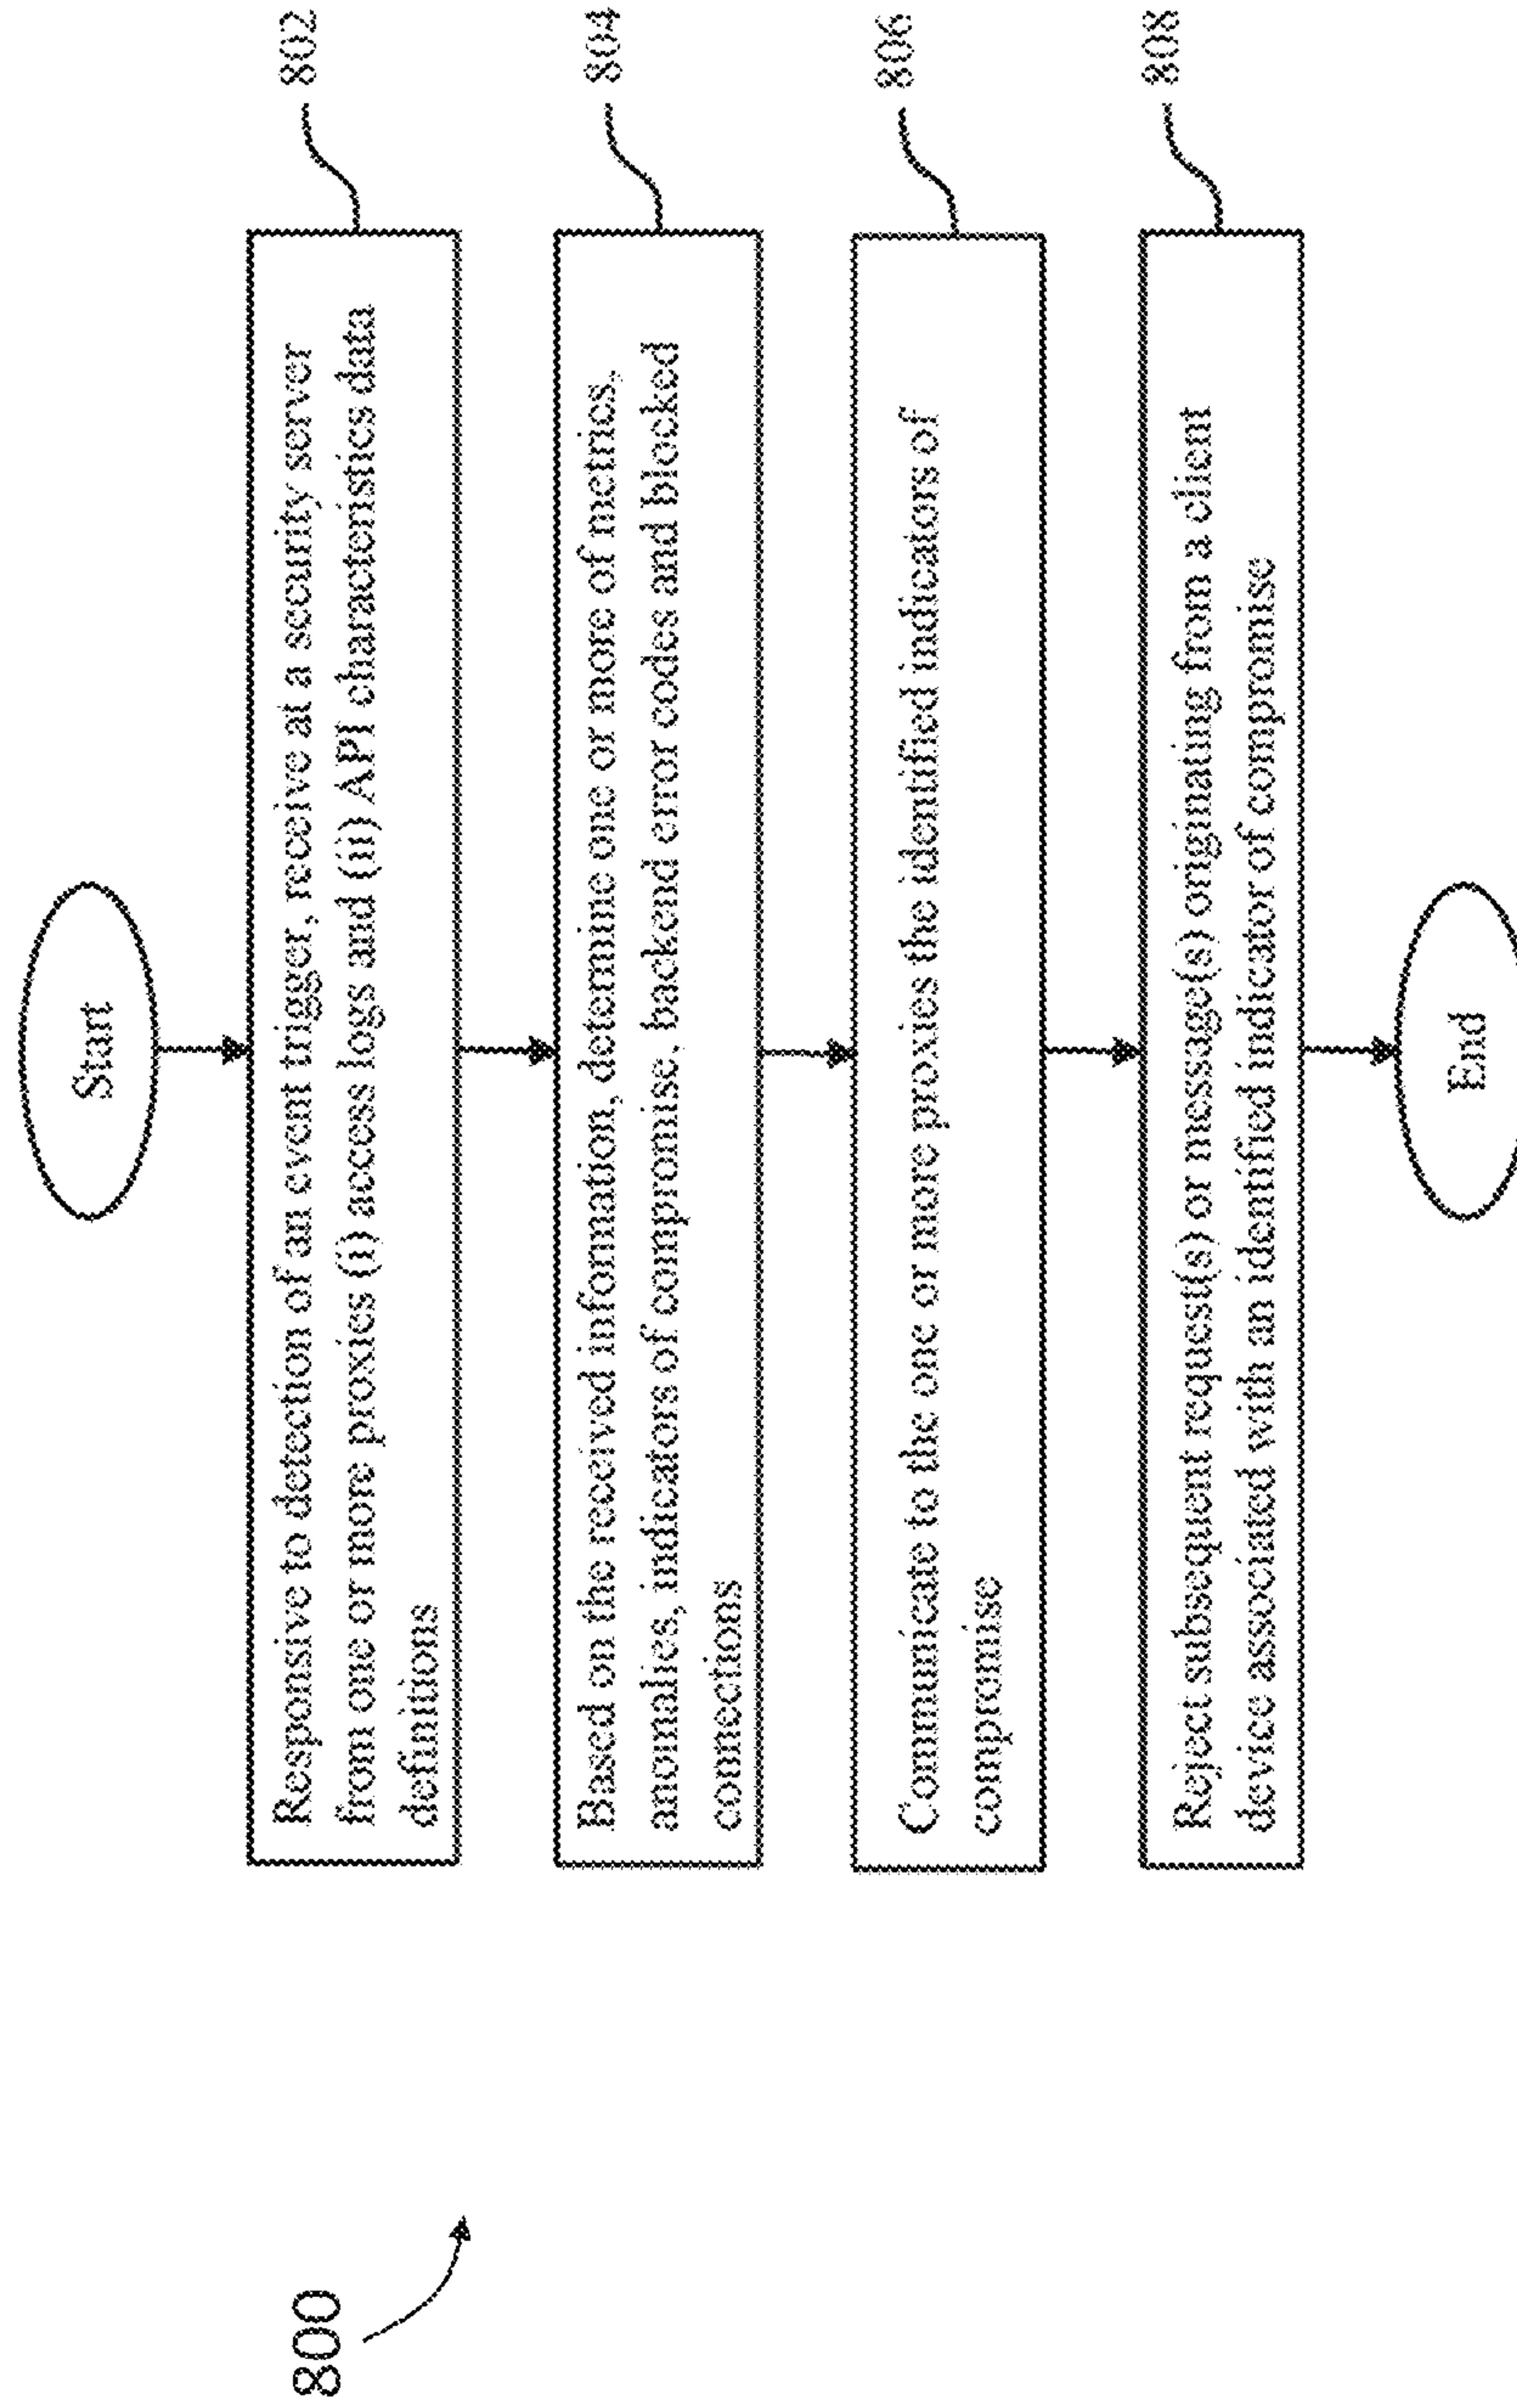 800
Start
Responsive to detection of an event trigger, receive at a security server
from one or more proxies (i) access logs and (ii) API characteristics data
definitions
802
Based on the received information, determine one or more of metrics,
anomalies, indicators of compromise, backend error codes and blocked
connections
804
Communicate to the one or more proxies the identified indicators of
compromise
806
Reject subsequent request(s) or message(s) originating from a client
device associated with an identified indicator of compromise
808
End